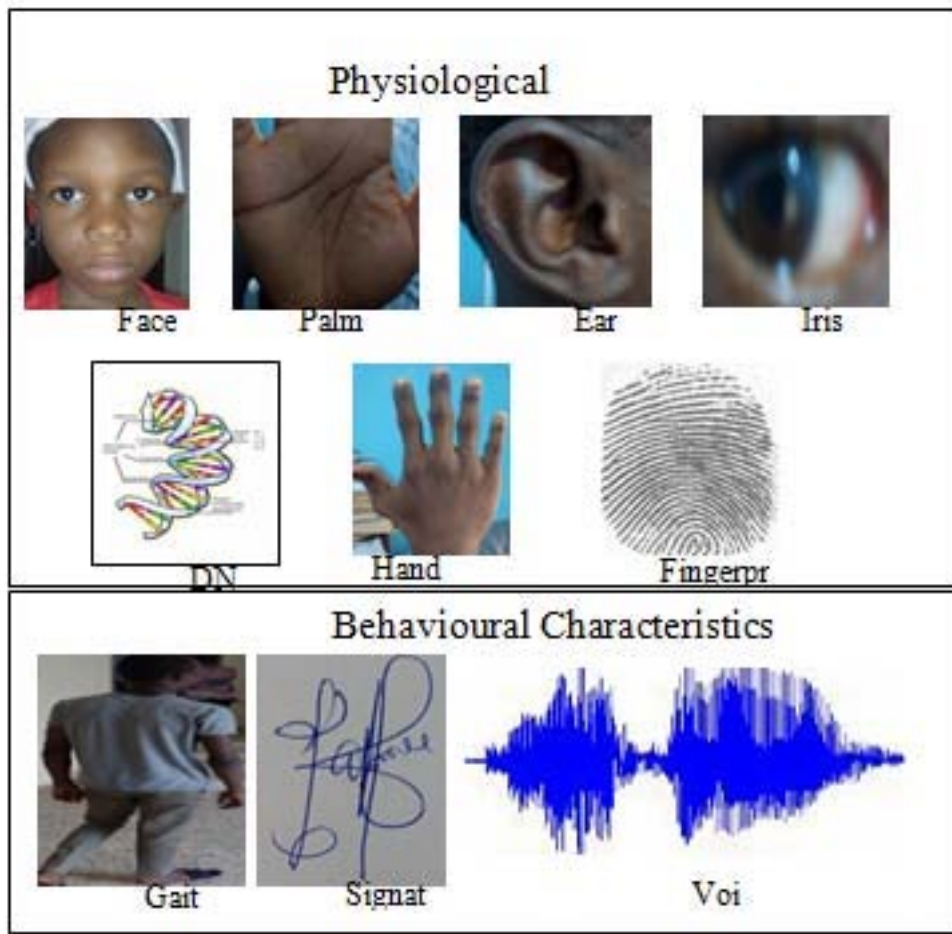 Physiological
Face Palm Ear Iris
DN Hand Fingerpr
Behavioural Characteristics
Gait Signat Voi